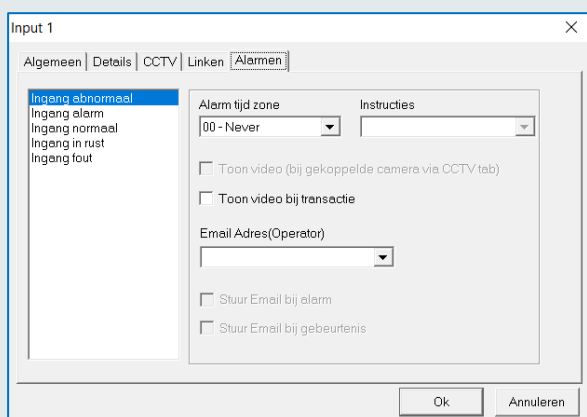 Input 1
Algemeen Details CCTV Linken Alarmen
Ingang abnormaal
Ingang alarm
Ingang normaal
Ingang in rust
Ingang fout
Alarm tijd zone Instructies
00 - Never
Toon video (bij gekoppelde camera via CCTV tab)
Toon video bij transactie
Email Adres(Operator)
Stuur Email bij alarm
Stuur Email bij gebeurtenis
Ok Annuleren